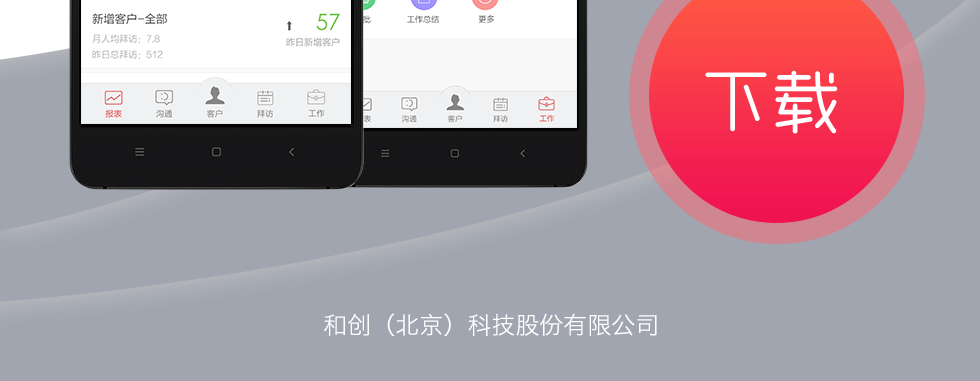 新增客户-全部
月人均拜访：7.8
昨日总拜访：512
57
昨日新增客户
报表
沟通
客户
拜访
工作
批
工作总结
更多
表
沟通
客户
拜访
工作
下载
和创（北京）科技股份有限公司